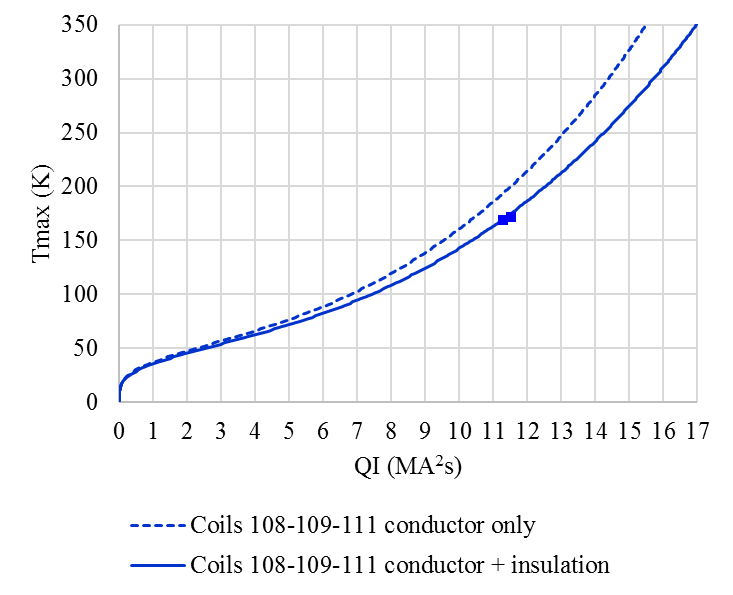 350
300
250
200
150
100
50
0
Tmax (K)
0 1 2 3 4 5 6 7 8 9 10 11 12 13 14 15 16 17
QI (MA²s)
Coils 108-109-111 conductor only
Coils 108-109-111 conductor + insulation